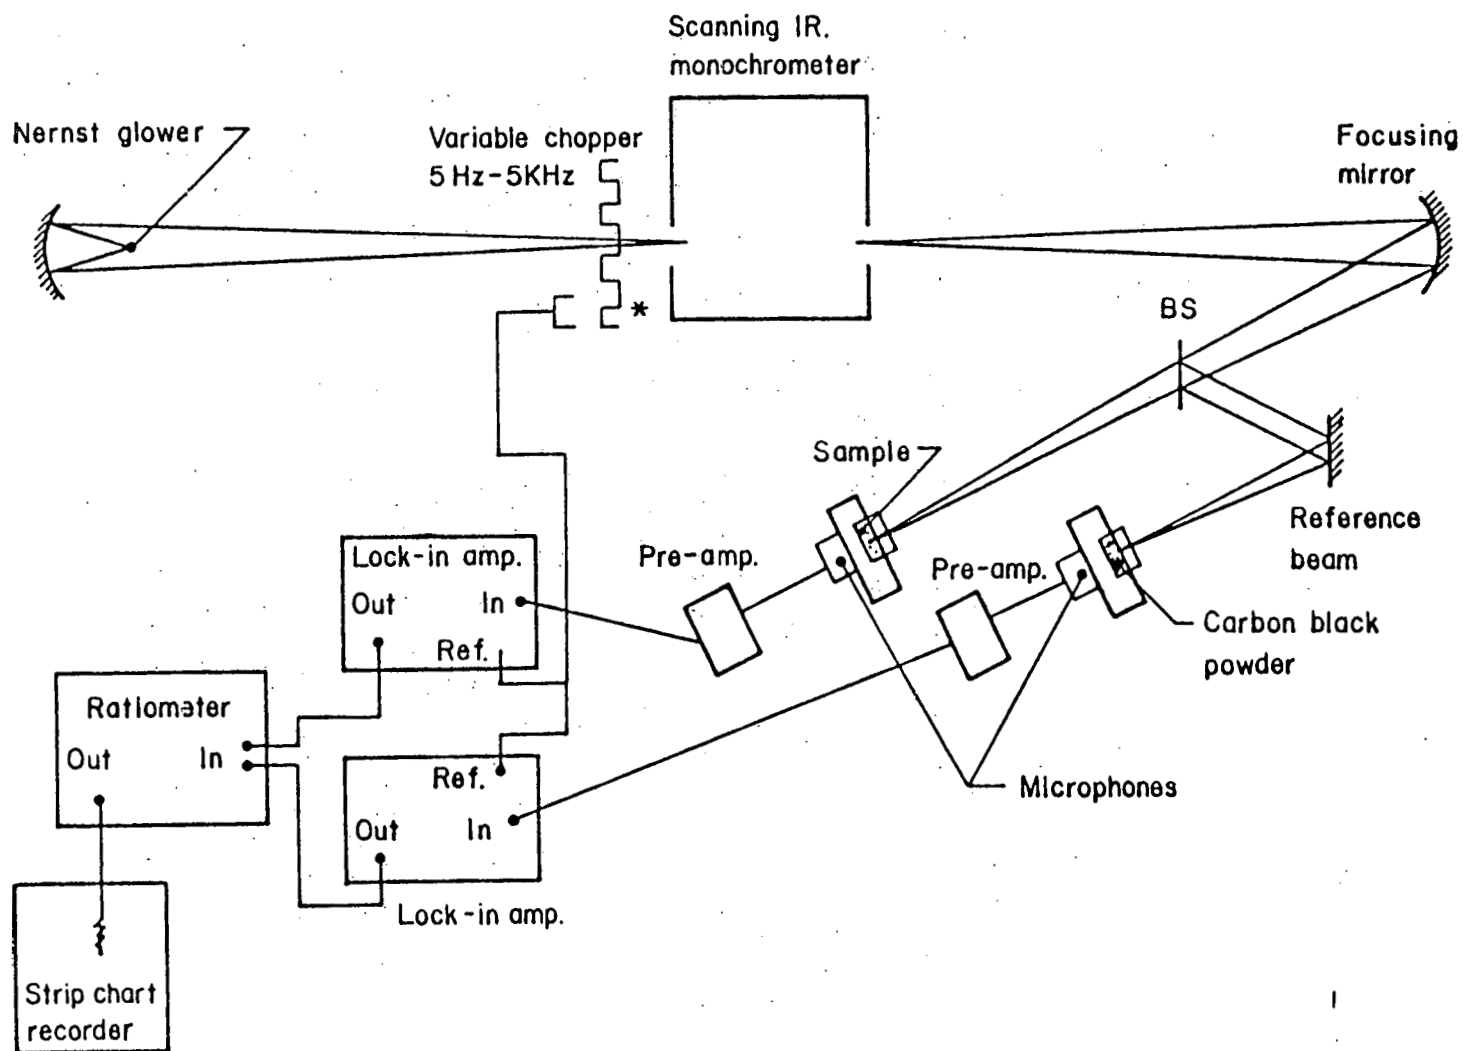 Scanning IR.
monochrometer
Nernst glower
Variable chopper
5 Hz-5KHz
Focusing
mirror
*
BS
Sample
Reference
beam
Lock-in amp.
Out
In
Ref.
Pre-amp.
Pre-amp.
Carbon black
powder
Ratiometer
Out
In
Ref.
Out
In
Microphones
Lock-in amp.
Strip chart
recorder